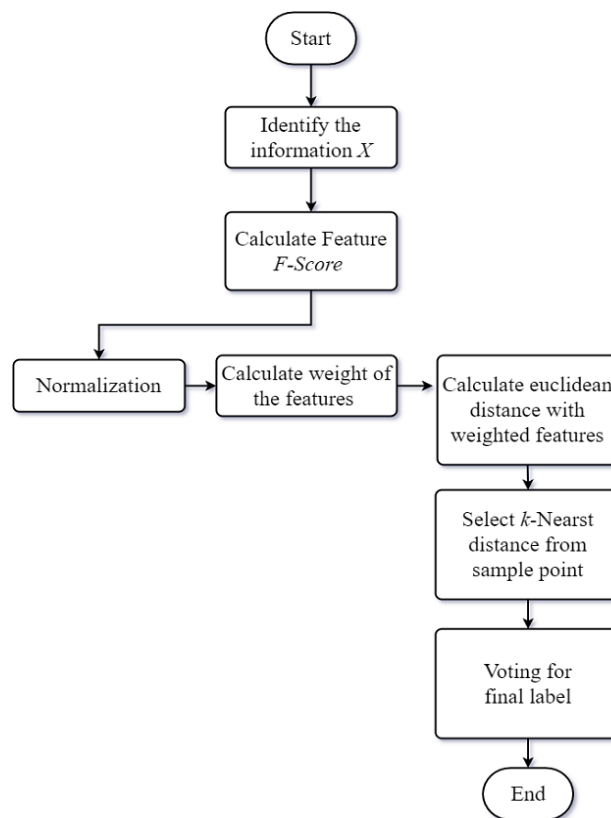 Start
Identify the
information X
Calculate Feature
F-Score
Normalization
Calculate weight of
the features
Calculate euclidean
distance with
weighted features
Select k-Nearst
distance from
sample point
Voting for
final label
End